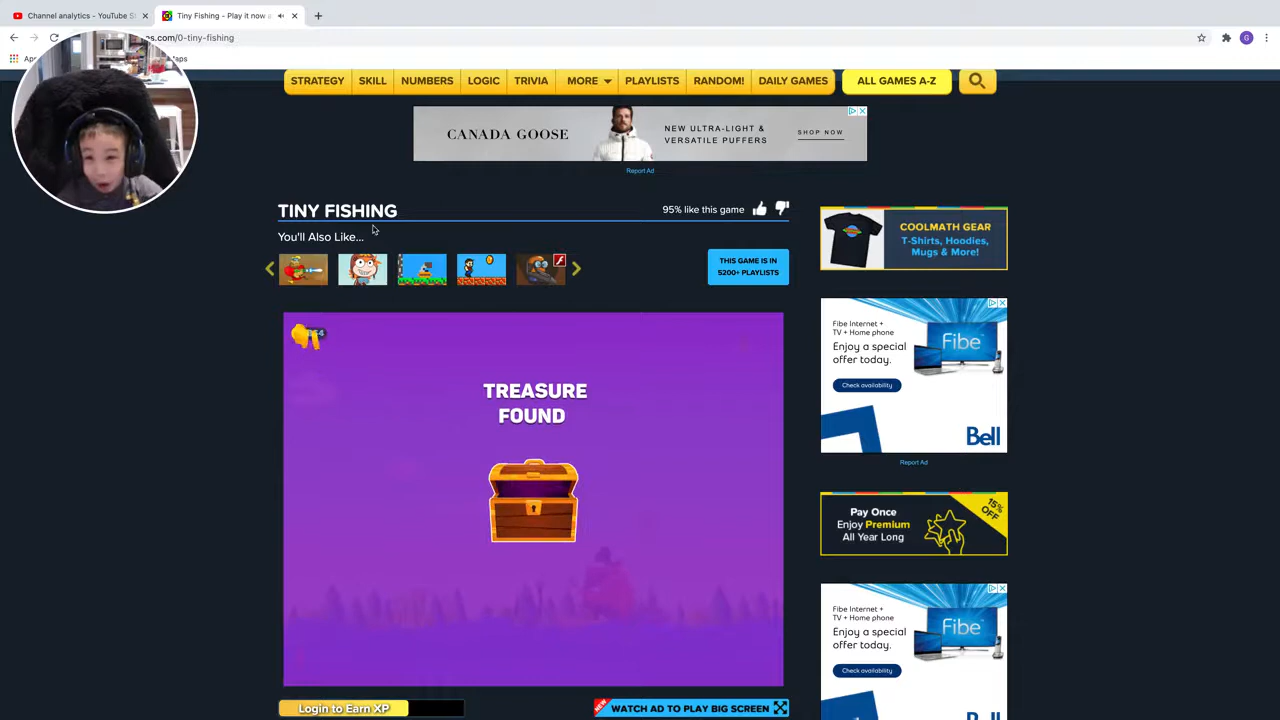 Channel analytics - YouTube S
Tiny Fishing - Play it now a
os.com/0-tiny-fishing
G
STRATEGY SKILL NUMBERS LOGIC TRIVIA MORE PLAYLISTS RANDOM! DAILY GAMES ALL GAMES A-Z
CANADA GOOSE
NEW ULTRA-LIGHT &
VERSATILE PUFFERS
SHOP NOW
Report Ad
TINY FISHING
95% like this game
You'll Also Like...
THIS GAME IS IN
5200+ PLAYLISTS
TREASURE
FOUND
Login to Earn XP
NEW
WATCH AD TO PLAY BIG SCREEN
COOLMATH GEAR
T-Shirts, Hoodies,
Mugs & More!
Fibe Internet +
TV + Home phone
Enjoy a special
offer today.
Check availability
Fibe
Bell
Report Ad
Pay Once
Enjoy Premium
All Year Long
15%
OFF
Fibe Internet +
TV + Home phone
Enjoy a special
offer today.
Check availability
Fibe